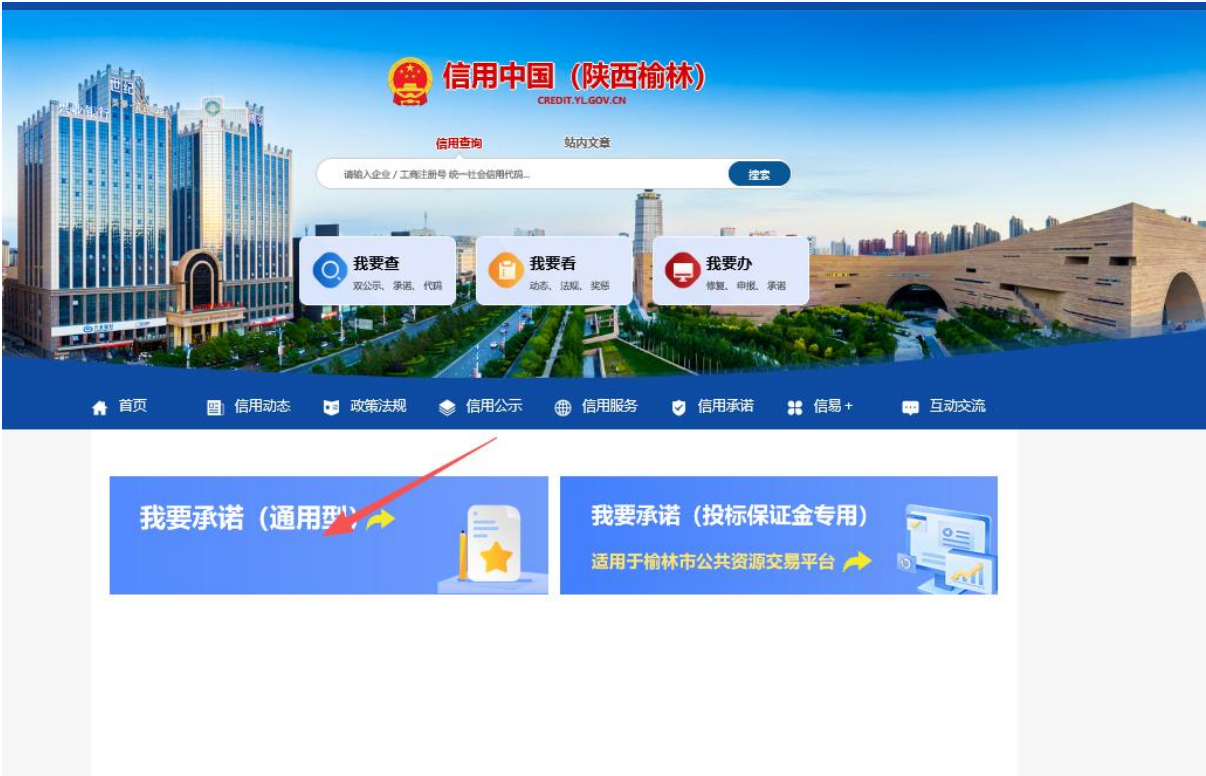 信用中国（陕西榆林）
CREDIT.YL.GOV.CN
信用查询 站内文章
请输入企业 / 工商注册号 统一社会信用代码... 搜索
我要查 我要看 我要办
双公示、承诺、代码 动态、法规、奖惩 修复、申报、承诺
首页 信用动态 政策法规 信用公示 信用服务 信用承诺 信易+ 互动交流
我要承诺（通用型）
我要承诺（投标保证金专用）
适用于榆林市公共资源交易平台